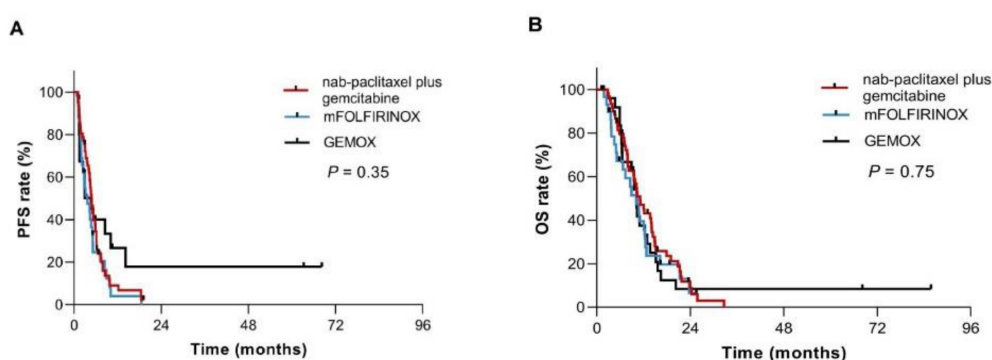 A
PFS rate (%)
100
80
60
40
20
0
0 24 48 72 96
Time (months)
nab-paclitaxel plus
gemcitabine
mFOLFIRINOX
GEMOX
P = 0.35
B
OS rate (%)
100
80
60
40
20
0
0 24 48 72 96
Time (months)
nab-paclitaxel plus
gemcitabine
mFOLFIRINOX
GEMOX
P = 0.75